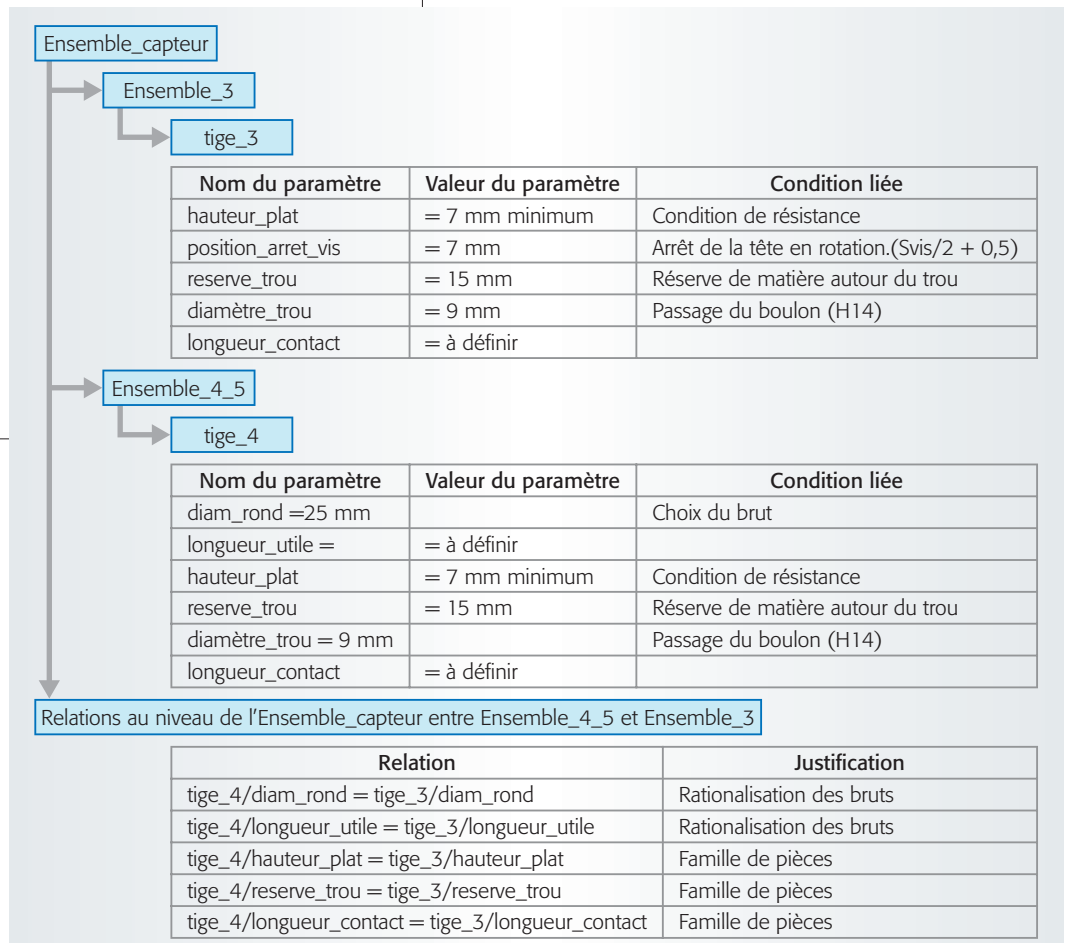 Ensemble_capteur
Ensemble_3
tige_3
Nom du paramètre Valeur du paramètre Condition liée
hauteur_plat = 7 mm minimum Condition de résistance
position_arret_vis = 7 mm Arrêt de la tête en rotation.(Svis/2 + 0,5)
reserve_trou = 15 mm Réserve de matière autour du trou
diamètre_trou = 9 mm Passage du boulon (H14)
longueur_contact = à définir
Ensemble_4_5
tige_4
Nom du paramètre Valeur du paramètre Condition liée
diam_rond =25 mm Choix du brut
longueur_utile = = à définir
hauteur_plat = 7 mm minimum Condition de résistance
reserve_trou = 15 mm Réserve de matière autour du trou
diamètre_trou = 9 mm Passage du boulon (H14)
longueur_contact = à définir
Relations au niveau de l'Ensemble_capteur entre Ensemble_4_5 et Ensemble_3
Relation Justification
tige_4/diam_rond = tige_3/diam_rond Rationalisation des bruts
tige_4/longueur_utile = tige_3/longueur_utile Rationalisation des bruts
tige_4/hauteur_plat = tige_3/hauteur_plat Famille de pièces
tige_4/reserve_trou = tige_3/reserve_trou Famille de pièces
tige_4/longueur_contact = tige_3/longueur_contact Famille de pièces